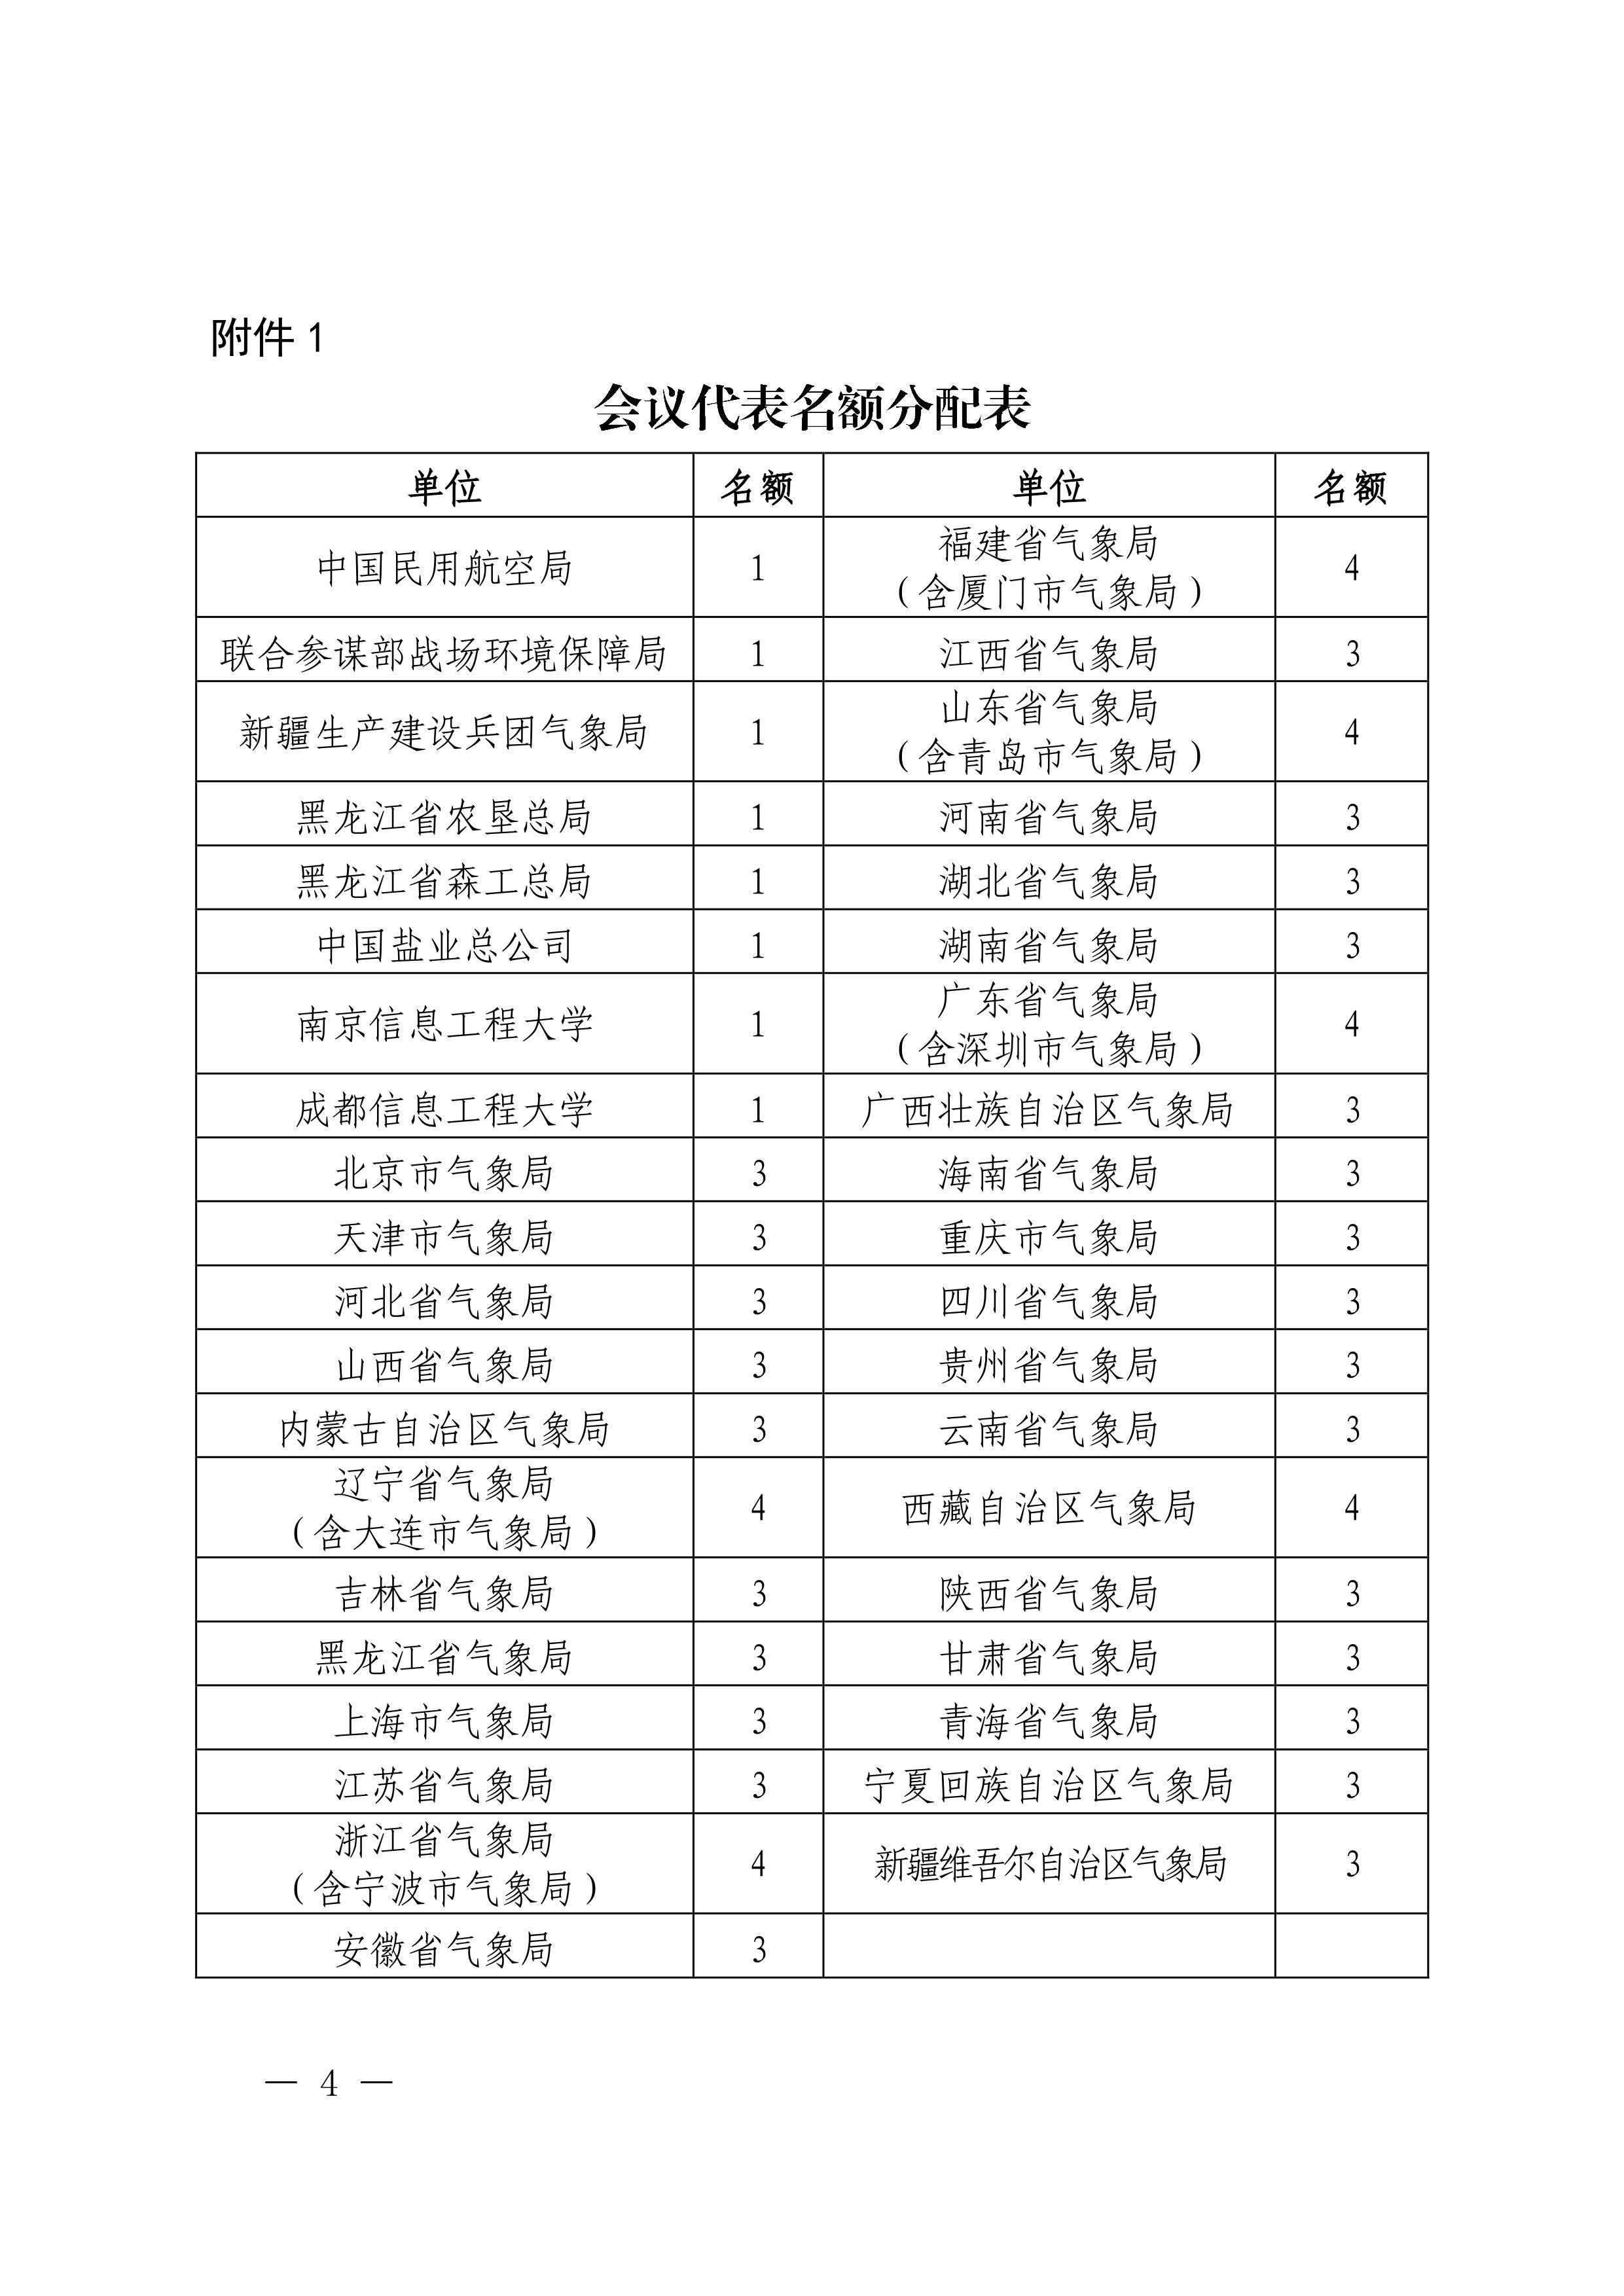 附件1
会议代表名额分配表
单位 名额 单位 名额
中国民用航空局 1 福建省气象局
（含厦门市气象局） 4
联合参谋部战场环境保障局 1 江西省气象局 3
新疆生产建设兵团气象局 1 山东省气象局
（含青岛市气象局） 4
黑龙江省农垦总局 1 河南省气象局 3
黑龙江省森工总局 1 湖北省气象局 3
中国盐业总公司 1 湖南省气象局 3
南京信息工程大学 1 广东省气象局
（含深圳市气象局） 4
成都信息工程大学 1 广西壮族自治区气象局 3
北京市气象局 3 海南省气象局 3
天津市气象局 3 重庆市气象局 3
河北省气象局 3 四川省气象局 3
山西省气象局 3 贵州省气象局 3
内蒙古自治区气象局 3 云南省气象局 3
辽宁省气象局
（含大连市气象局） 4 西藏自治区气象局 4
吉林省气象局 3 陕西省气象局 3
黑龙江省气象局 3 甘肃省气象局 3
上海市气象局 3 青海省气象局 3
江苏省气象局 3 宁夏回族自治区气象局 3
浙江省气象局
（含宁波市气象局） 4 新疆维吾尔自治区气象局 3
安徽省气象局 3
— 4 —